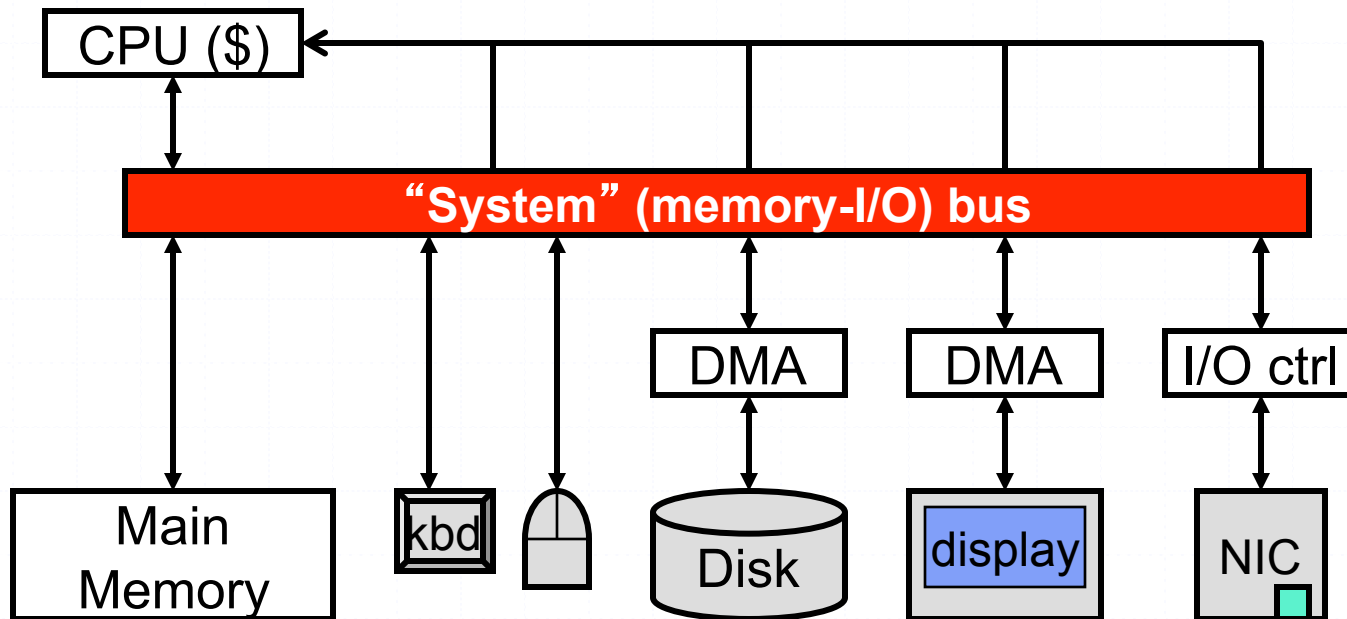 CPU ($)
“System” (memory-I/O) bus
DMA
DMA
I/O ctrl
Main
Memory
kbd
Disk
display
NIC